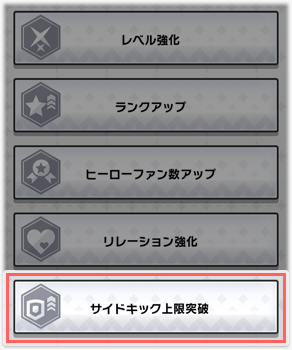 レベル強化
ランクアップ
ヒーローファン数アップ
リレーション強化
サイドキック上限突破